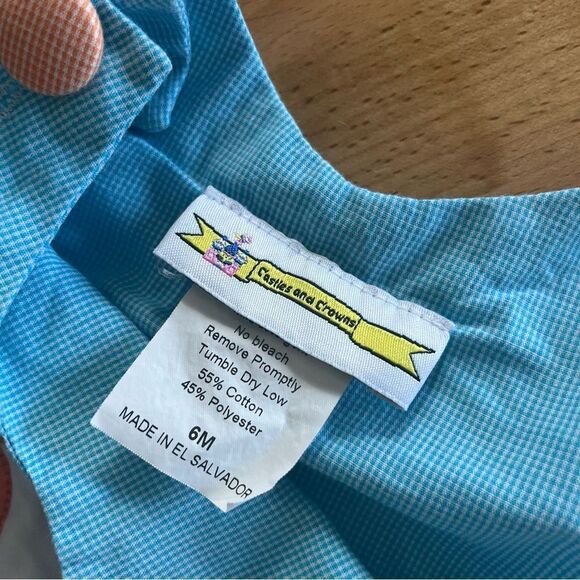 Castles and Crowns
No bleach
Remove Promptly
Tumble Dry Low
55% Cotton
45% Polyester
6M
MADE IN EL SALVADOR